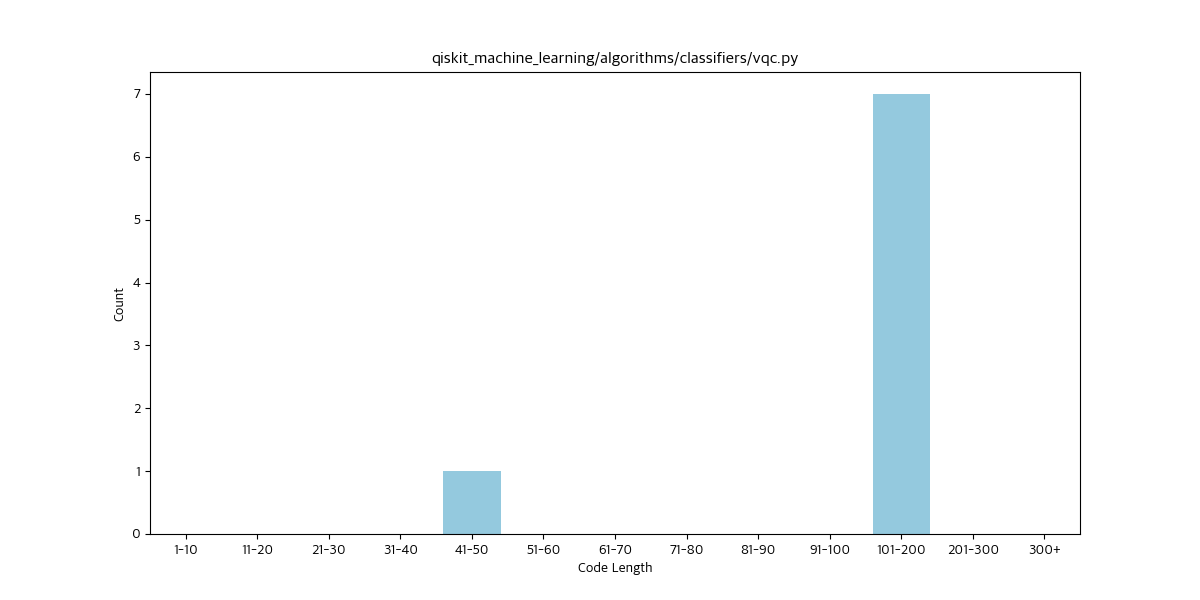 qiskit_machine_learning/algorithms/classifiers/vqc.py
7
6
5
4
3
2
1
0
Count
1-10 11-20 21-30 31-40 41-50 51-60 61-70 71-80 81-90 91-100 101-200 201-300 300+
Code Length